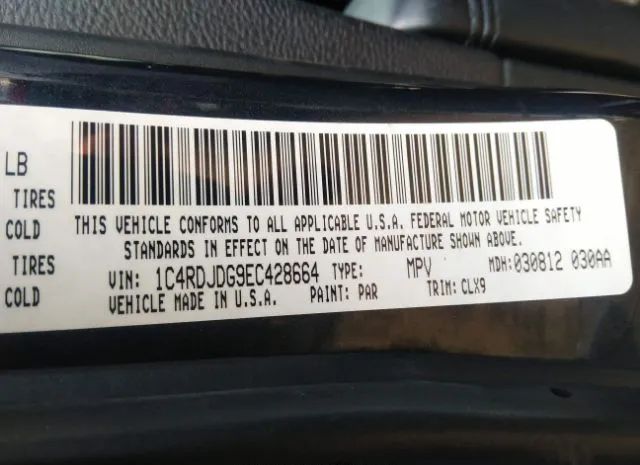 LB
TIRES
COLD
TIRES
COLD
THIS VEHICLE CONFORMS TO ALL APPLICABLE U.S.A. FEDERAL MOTOR VEHICLE SAFETY
STANDARDS IN EFFECT ON THE DATE OF MANUFACTURE SHOWN ABOVE.
VIN: 1C4RDJDG9EC428664 TYPE: MPV MDH:030812 030AA
VEHICLE MADE IN U.S.A. PAINT: PAR TRIM: CLX9